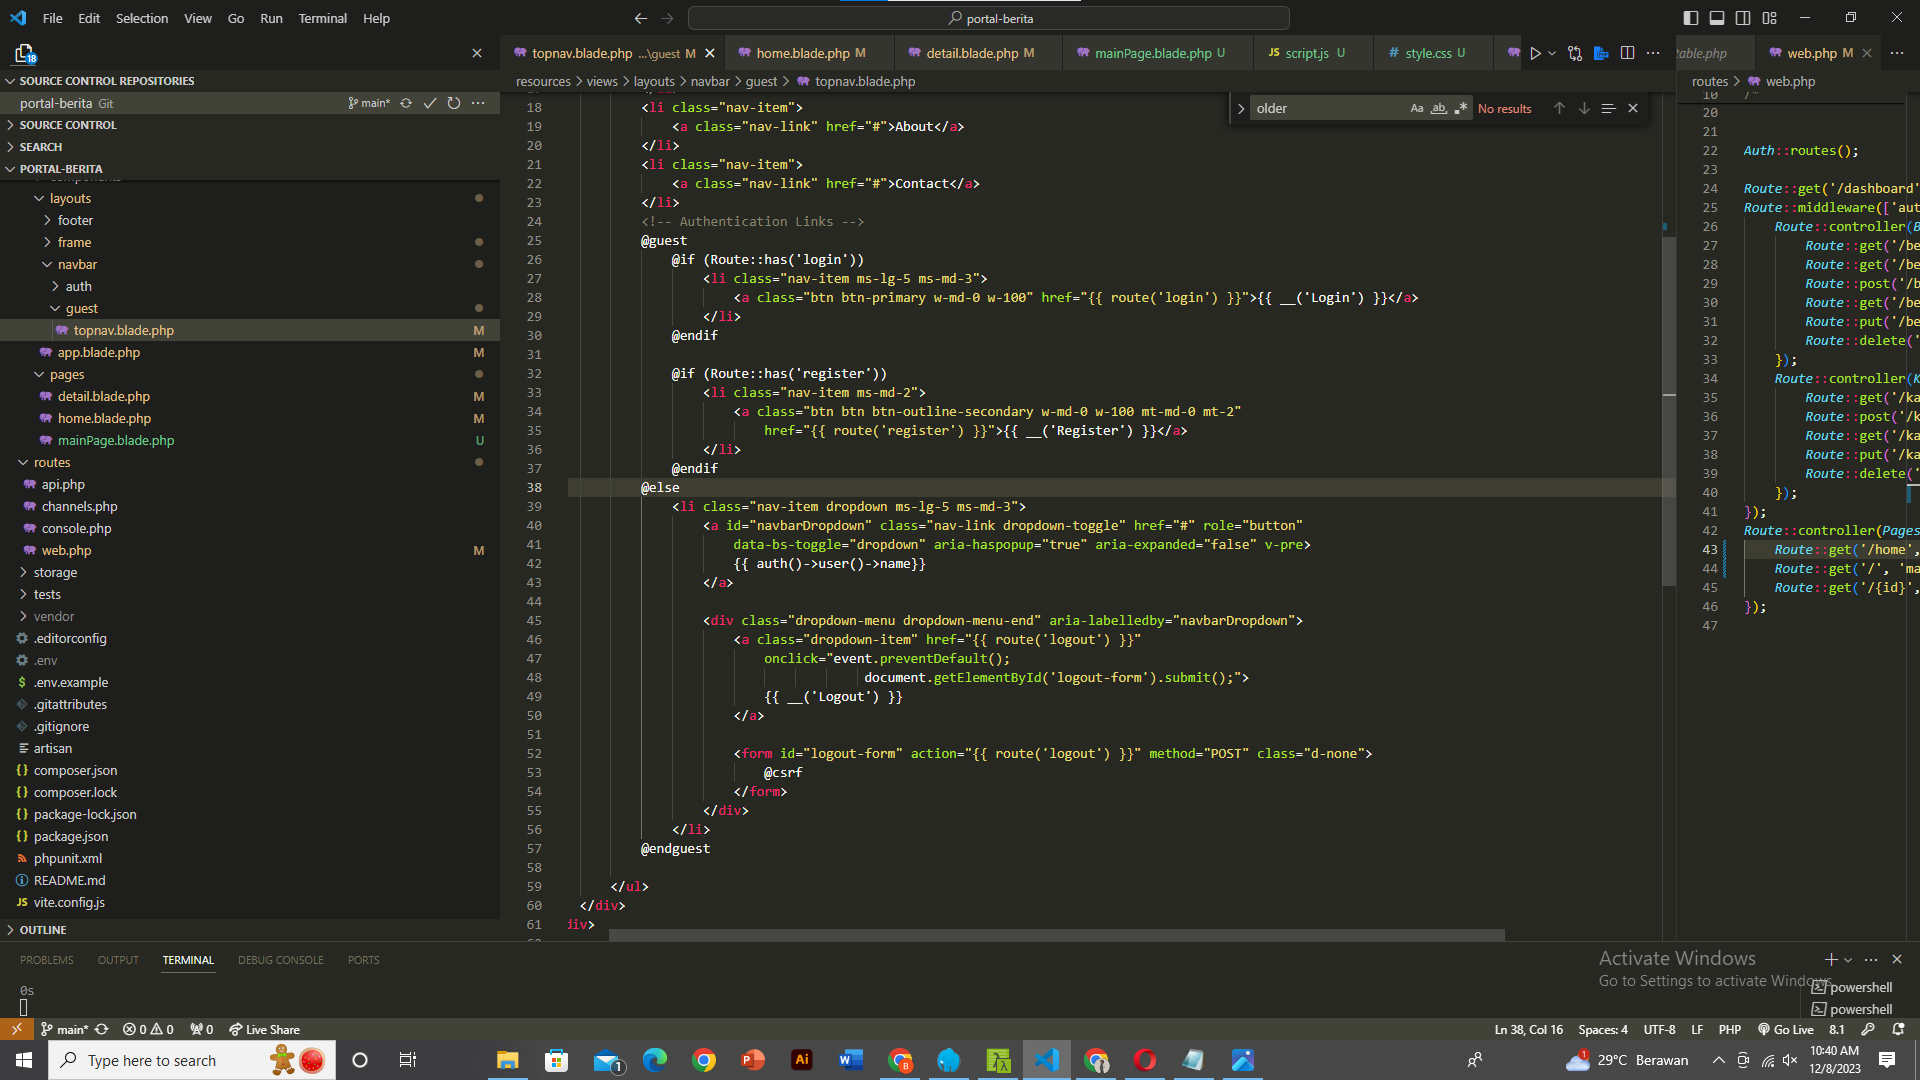 File Edit Selection View Go Run Terminal Help
portal-berita
18
SOURCE CONTROL REPOSITORIES
portal-berita Git
main*
SOURCE CONTROL
SEARCH
PORTAL-BERITA
layouts
footer
frame
navbar
auth
guest
topnav.blade.php M
app.blade.php M
pages
detail.blade.php M
home.blade.php M
mainPage.blade.php U
routes
api.php
channels.php
console.php
web.php M
storage
tests
vendor
.editorconfig
.env
.env.example
.gitattributes
.gitignore
artisan
composer.json
composer.lock
package-lock.json
package.json
phpunit.xml
README.md
vite.config.js
OUTLINE
topnav.blade.php ...\guest M
home.blade.php M
detail.blade.php M
mainPage.blade.php U
script.js U
style.css U
resources > views > layouts > navbar > guest > topnav.blade.php
older
Aa ab .* No results
18 <li class="nav-item">
19 <a class="nav-link" href="#">About</a>
20 </li>
21 <li class="nav-item">
22 <a class="nav-link" href="#">Contact</a>
23 </li>
24 <!-- Authentication Links -->
25 @guest
26 @if (Route::has('login'))
27 <li class="nav-item ms-lg-5 ms-md-3">
28 <a class="btn btn-primary w-md-0 w-100" href="{{ route('login') }}">{{ __('Login') }}</a>
29 </li>
30 @endif
31
32 @if (Route::has('register'))
33 <li class="nav-item ms-md-2">
34 <a class="btn btn btn-outline-secondary w-md-0 w-100 mt-md-0 mt-2"
35 href="{{ route('register') }}">{{ __('Register') }}</a>
36 </li>
37 @endif
38 @else
39 <li class="nav-item dropdown ms-lg-5 ms-md-3">
40 <a id="navbarDropdown" class="nav-link dropdown-toggle" href="#" role="button"
41 data-bs-toggle="dropdown" aria-haspopup="true" aria-expanded="false" v-pre>
42 {{ auth()->user()->name}}
43 </a>
44
45 <div class="dropdown-menu dropdown-menu-end" aria-labelledby="navbarDropdown">
46 <a class="dropdown-item" href="{{ route('logout') }}"
47 onclick="event.preventDefault();
48 document.getElementById('logout-form').submit();">
49 {{ __('Logout') }}
50 </a>
51
52 <form id="logout-form" action="{{ route('logout') }}" method="POST" class="d-none">
53 @csrf
54 </form>
55 </div>
56 </li>
57 @endguest
58
59 </ul>
60 </div>
61 div>
table.php
web.php M
routes > web.php
10 /*
20
21
22 Auth::routes();
23
24 Route::get('/dashboard'
25 Route::middleware(['aut
26 Route::controller(B
27 Route::get('/be
28 Route::get('/be
29 Route::post('/b
30 Route::get('/be
31 Route::put('/be
32 Route::delete('
33 });
34 Route::controller(K
35 Route::get('/ka
36 Route::post('/k
37 Route::get('/ka
38 Route::put('/ka
39 Route::delete('
40 });
41 });
42 Route::controller(Pages
43 Route::get('/home',
44 Route::get('/', 'ma
45 Route::get('/{id}',
46 });
47
PROBLEMS OUTPUT TERMINAL DEBUG CONSOLE PORTS
0s
Activate Windows
Go to Settings to activate Windows.
powershell
powershell
main* 0 0 0 Live Share
Ln 38, Col 16 Spaces: 4 UTF-8 LF PHP Go Live 8.1
Type here to search
1
29°C Berawan
10:40 AM
12/8/2023